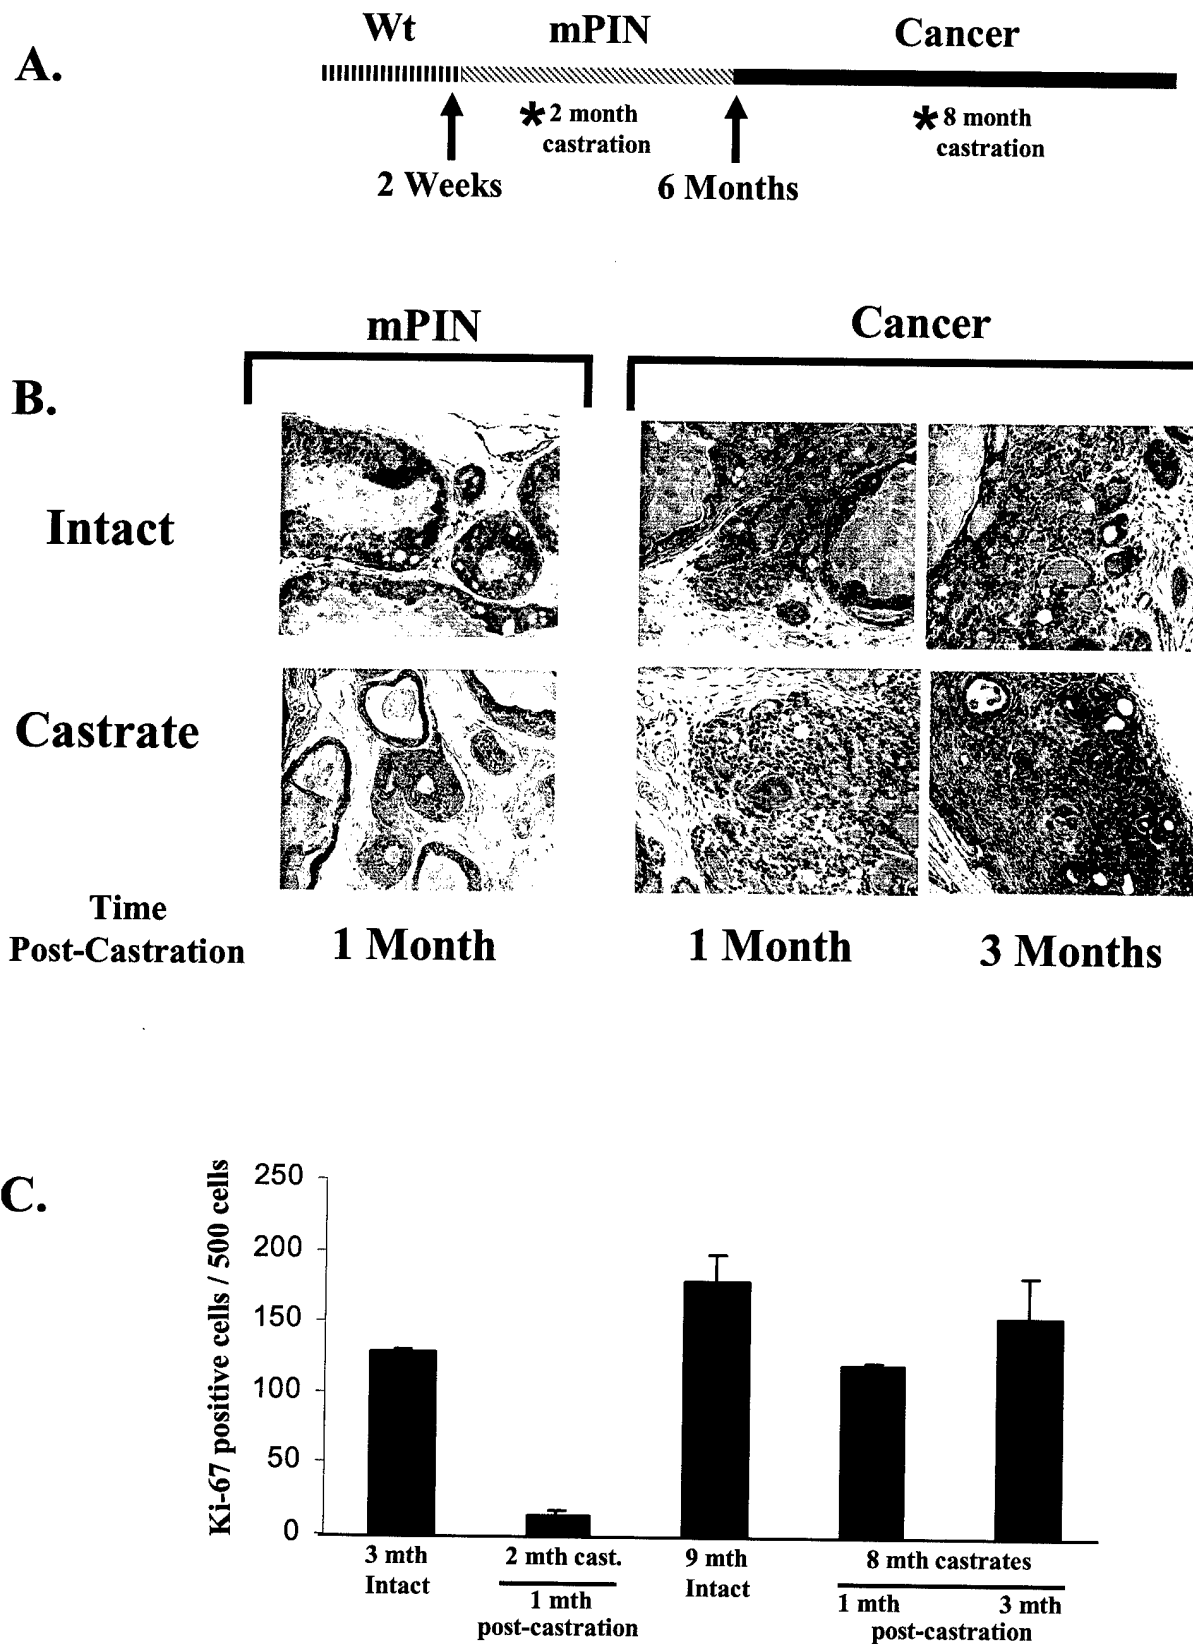 A.
Wt
mPIN
Cancer
* 2 month
castration
* 8 month
castration
2 Weeks
6 Months
mPIN
Cancer
B.
Intact
Castrate
Time
Post-Castration
1 Month
1 Month
3 Months
C.
Ki-67 positive cells / 500 cells
250
200
150
100
50
0
3 mth
Intact
2 mth cast.
1 mth
post-castration
9 mth
Intact
8 mth castrates
1 mth
3 mth
post-castration